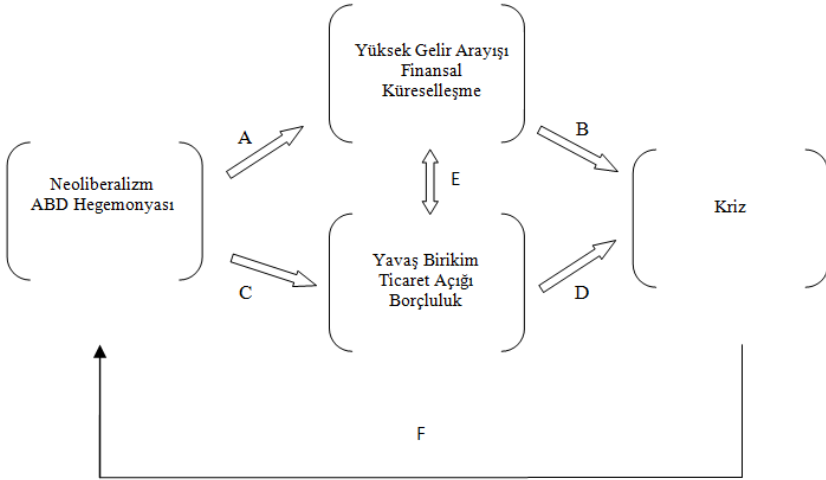 Yüksek Gelir Arayışı
Finansal
Küreselleşme
A
B
Neoliberalizm
ABD Hegemonyası
E
Kriz
Yavaş Birikim
Ticaret Açığı
Borçluluk
C
D
F